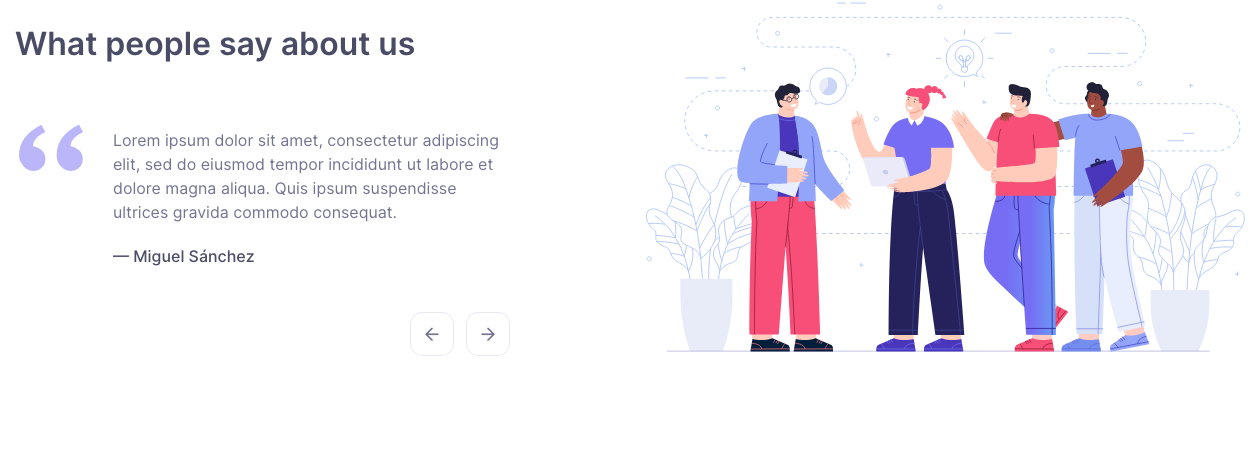 What people say about us
Lorem ipsum dolor sit amet, consectetur adipiscing
elit, sed do eiusmod tempor incididunt ut labore et
dolore magna aliqua. Quis ipsum suspendisse
ultrices gravida commodo consequat.
— Miguel Sánchez